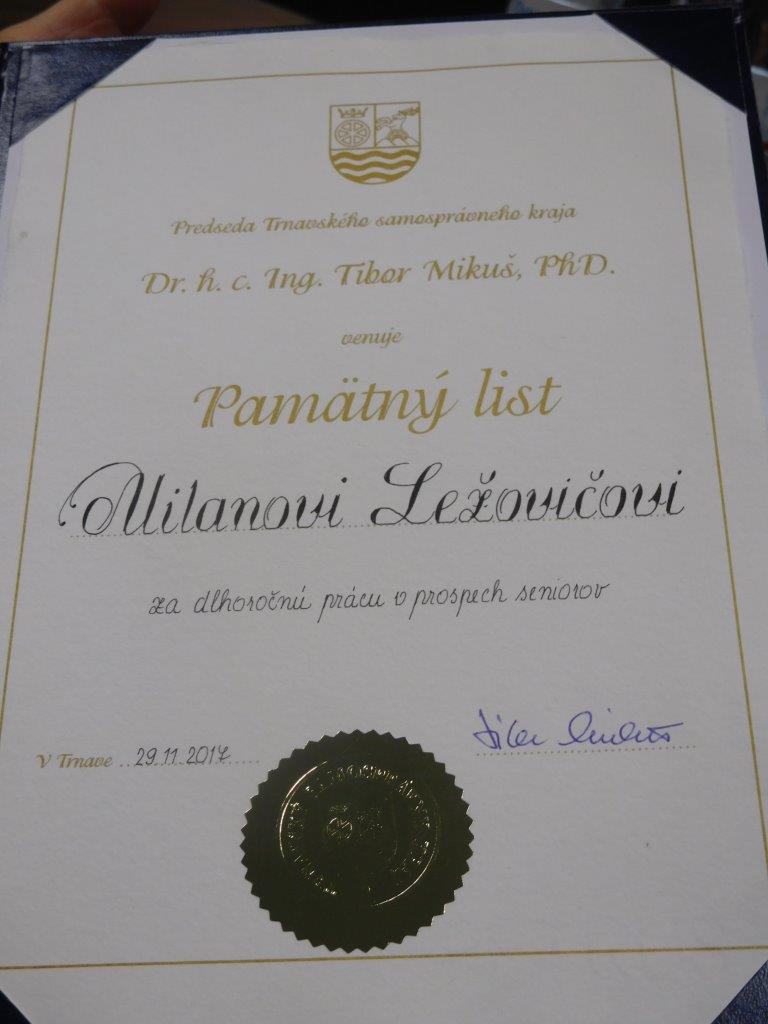 Predseda Trnavského samosprávneho kraja
Dr. h. c. Ing. Tibor Mikuš, PhD.
venuje
Pamätný list
Milanovi Ležovičovi
za dlhoročnú prácu v prospech seniorov
V Trnave 29.11.2017